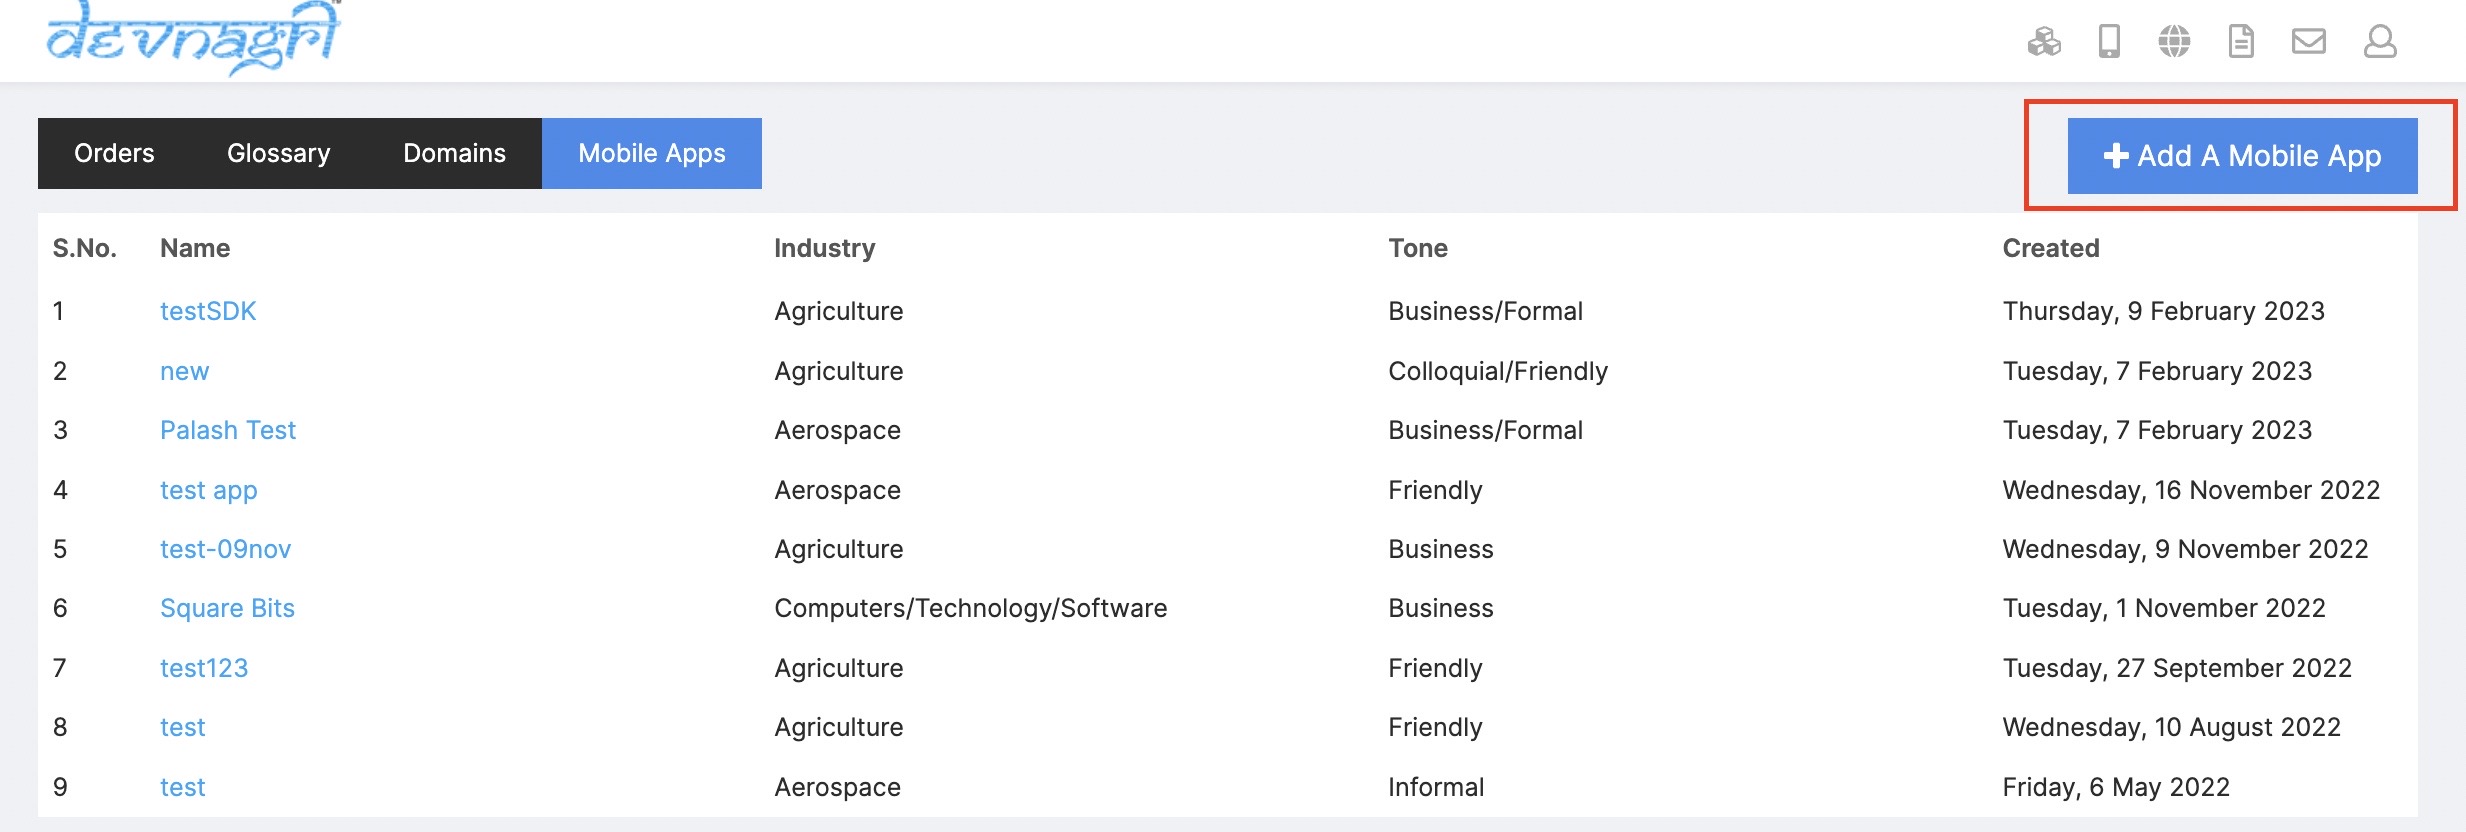 devnagri
Orders Glossary Domains Mobile Apps + Add A Mobile App
S.No. Name Industry Tone Created
1 testSDK Agriculture Business/Formal Thursday, 9 February 2023
2 new Agriculture Colloquial/Friendly Tuesday, 7 February 2023
3 Palash Test Aerospace Business/Formal Tuesday, 7 February 2023
4 test app Aerospace Friendly Wednesday, 16 November 2022
5 test-09nov Agriculture Business Wednesday, 9 November 2022
6 Square Bits Computers/Technology/Software Business Tuesday, 1 November 2022
7 test123 Agriculture Friendly Tuesday, 27 September 2022
8 test Agriculture Friendly Wednesday, 10 August 2022
9 test Aerospace Informal Friday, 6 May 2022